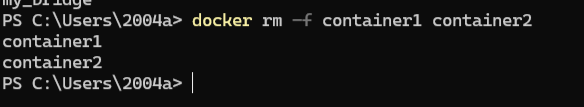 my_bridge
PS C:\Users\2004a> docker rm -f container1 container2
container1
container2
PS C:\Users\2004a>